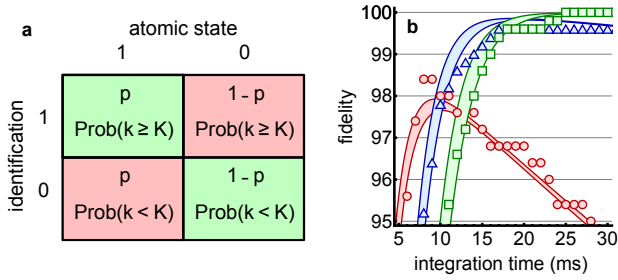 a
atomic state
1 0
identification
1
p
Prob(k ≥ K)
1 - p
Prob(k ≥ K)
0
p
Prob(k < K)
1 - p
Prob(k < K)
b
fidelity
100
99
98
97
96
95
5 10 15 20 25 30
integration time (ms)